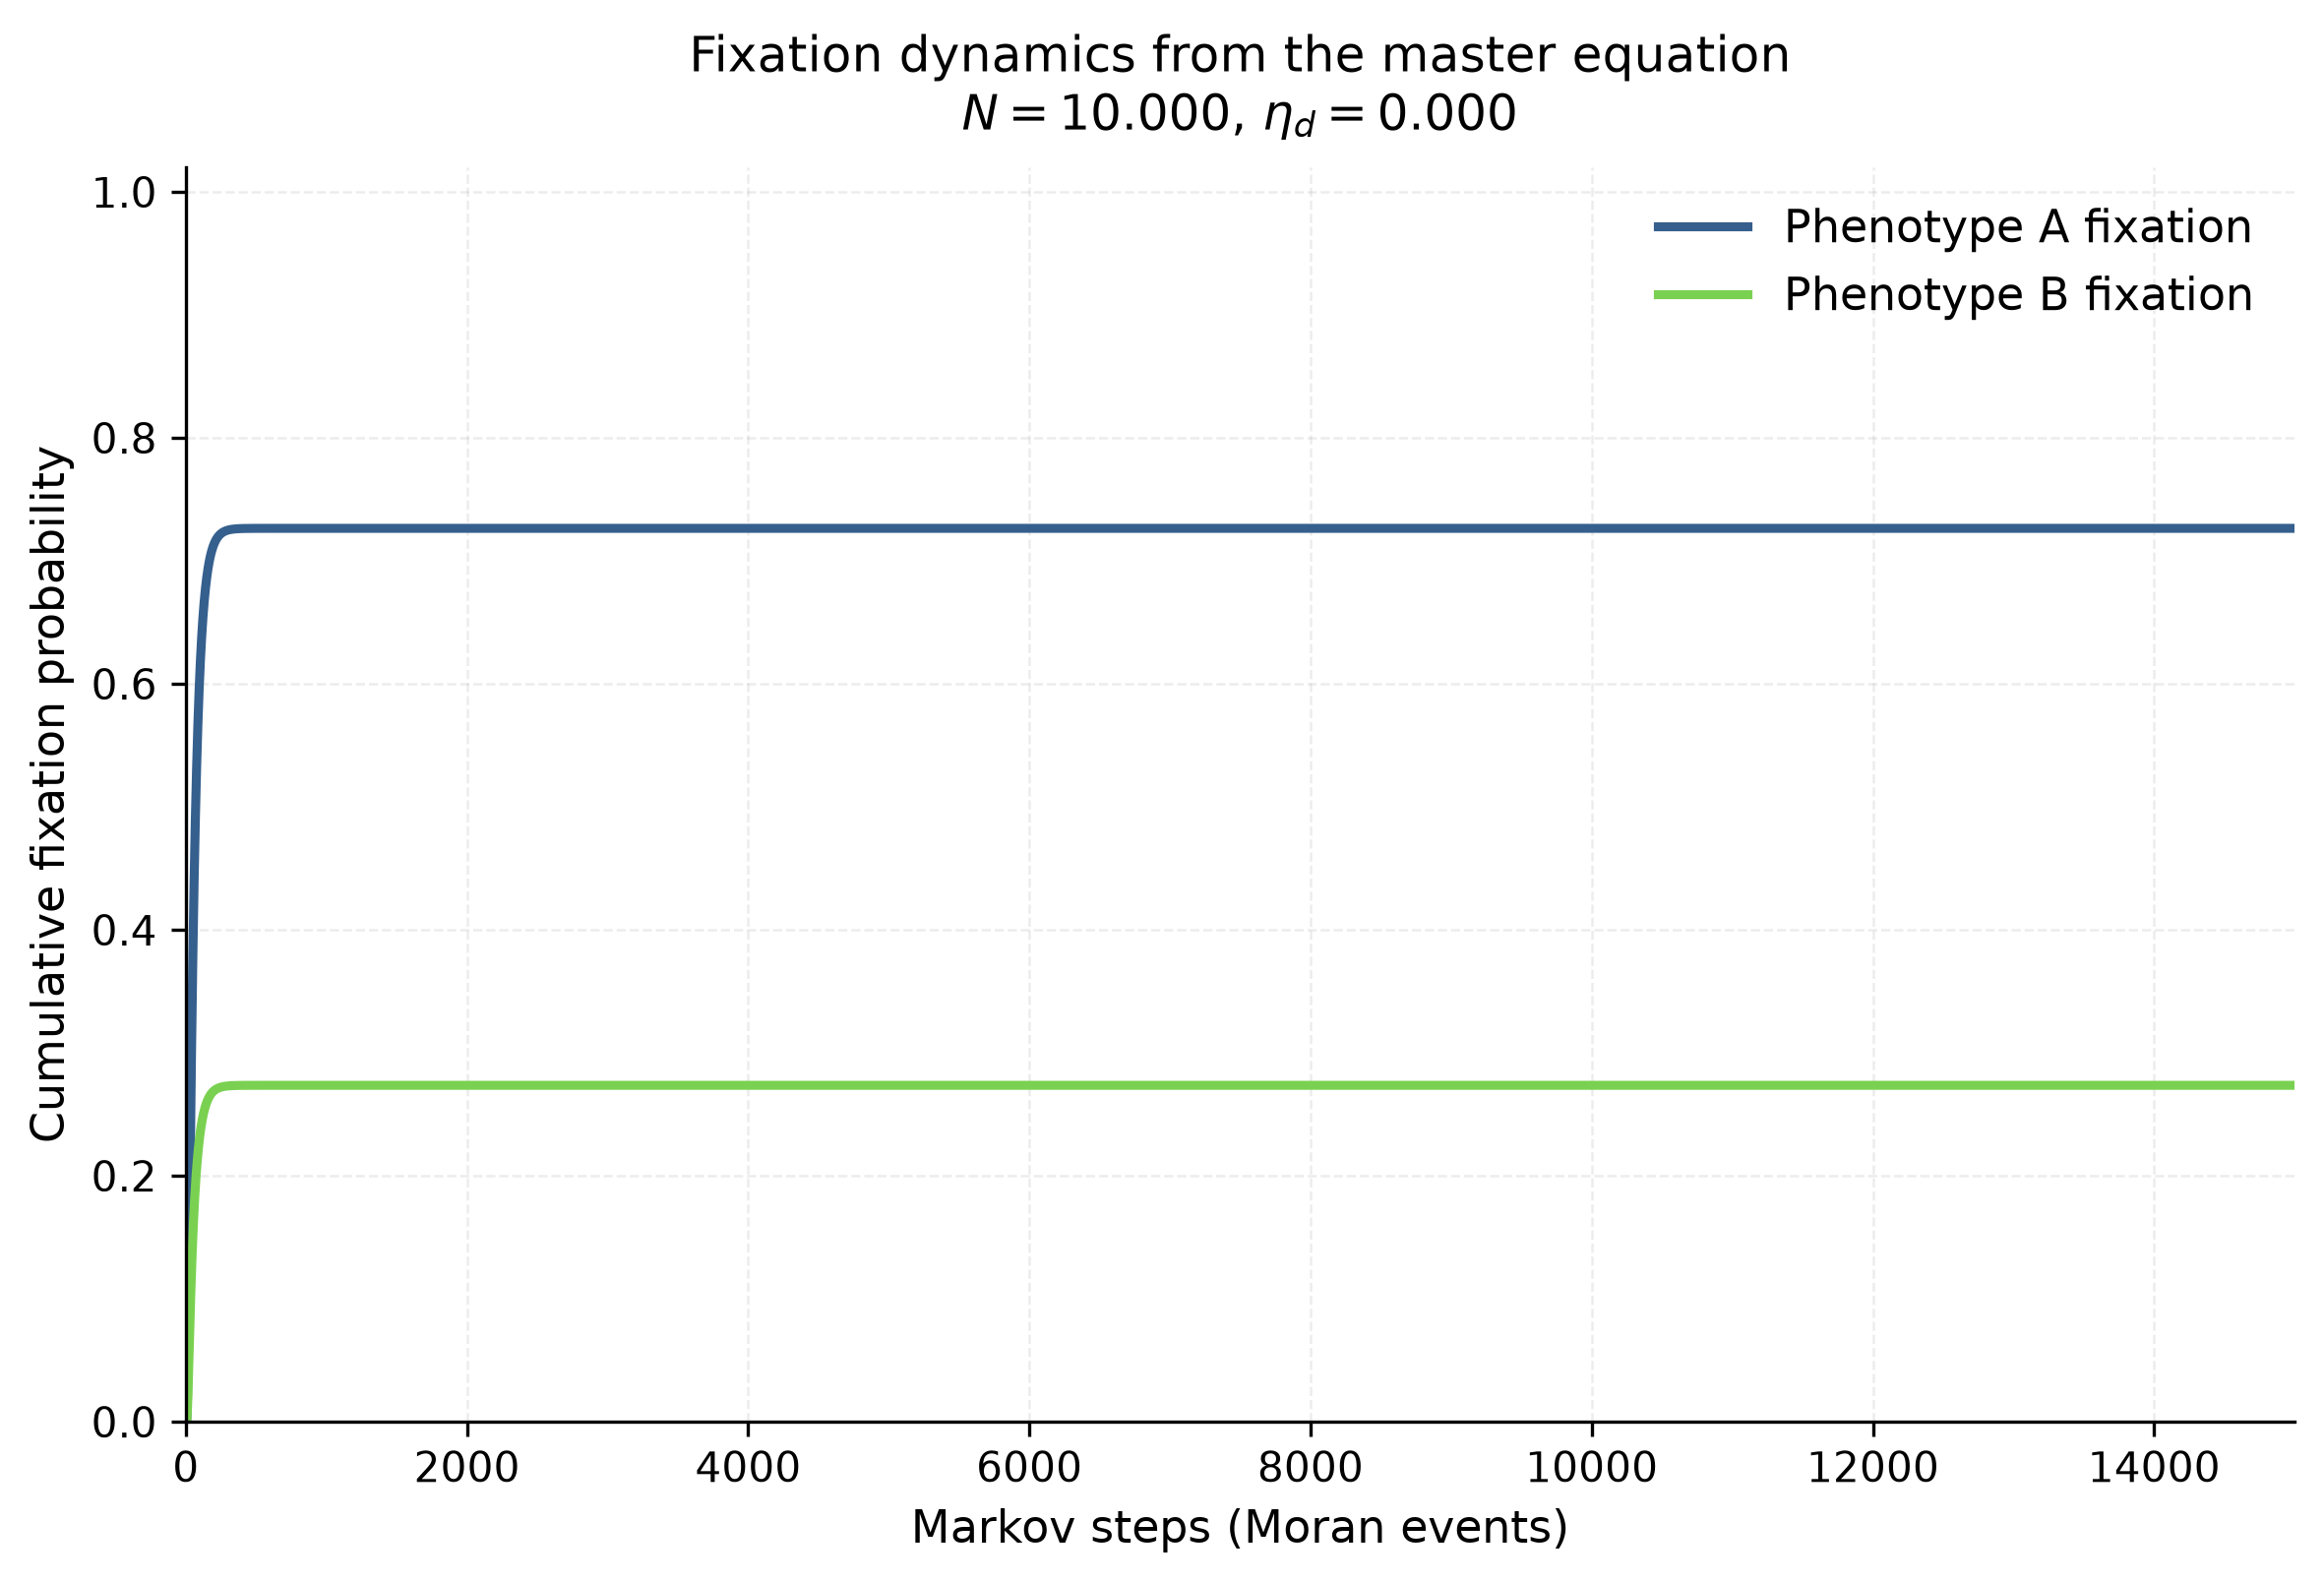 Fixation dynamics from the master equation
N = 10.000, η_d = 0.000
Phenotype A fixation
Phenotype B fixation
Cumulative fixation probability
1.0
0.8
0.6
0.4
0.2
0.0
0 2000 4000 6000 8000 10000 12000 14000
Markov steps (Moran events)